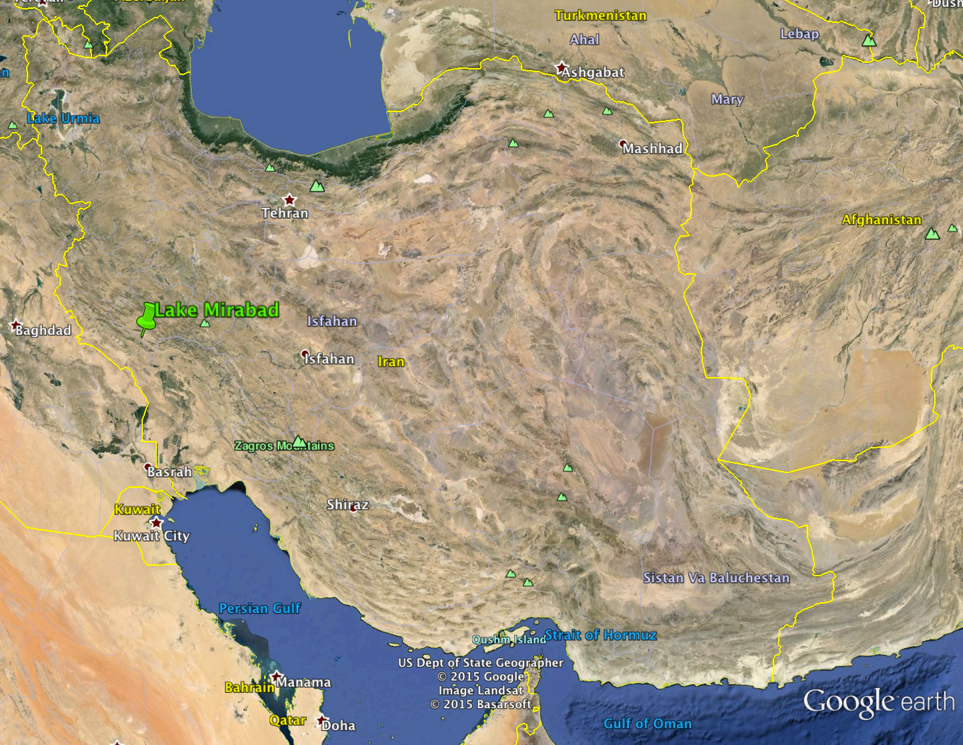 Turkmenistan
Ahal
Lebap
Dush
Ashgabat
Mary
Lake Urmia
Mashhad
Tehran
Afghanistan
Lake Mirabad
Isfahan
Baghdad
Isfahan
Iran
Zagros Mountains
Basrah
Shiraz
Kuwait
Kuwait City
Sistan Va Baluchestan
Persian Gulf
Qushm Island
Strait of Hormuz
US Dept of State Geographer
© 2015 Google
Image Landsat
© 2015 Basarsoft
Manama
Bahrain
Google earth
Qatar
Doha
Gulf of Oman